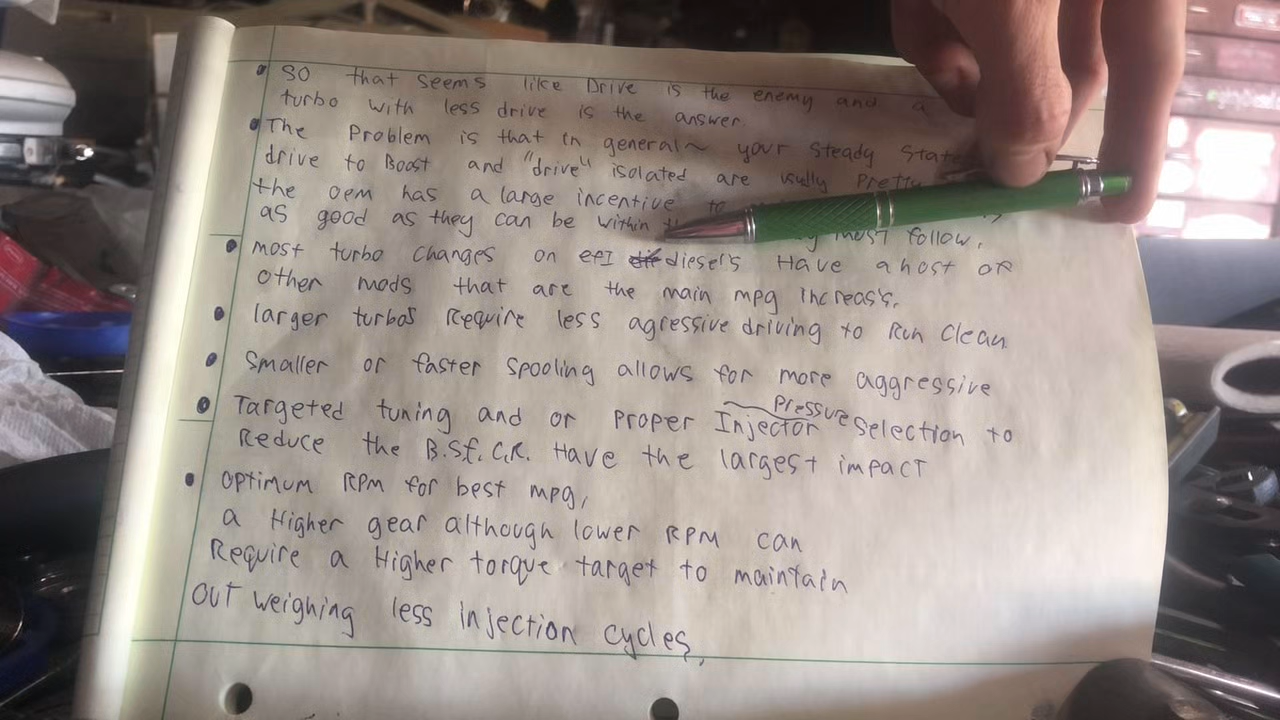 • SO that seems like Drive is the enemy and a
turbo with less drive is the answer.
• The Problem is that in general~ your steady state
drive to Boost and "drive" isolated are usully Pretty
the oem has a large incentive to
as good as they can be within must follow.
• most turbo changes on EFI diesel's Have a host of
other mods that are the main mpg Increas's.
• larger turbos Require less agressive driving to Run Clean
• Smaller or faster spooling allows for more aggressive
Pressure
• Targeted tuning and or proper Injector Selection to
Reduce the B.S.F.C.R. Have the largest impact
• Optimum RPM for best mpg,
a Higher gear although lower RPM can
Require a Higher torque target to maintain
out weighing less injection cycles,